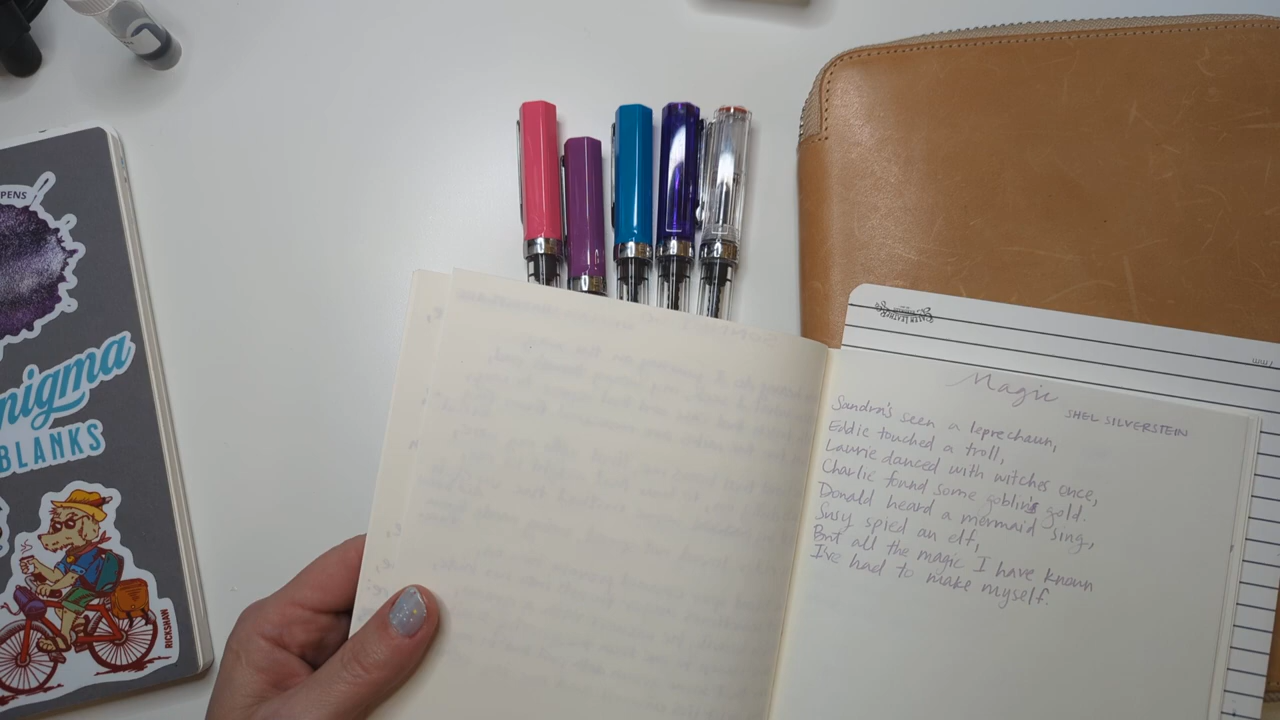 PENS
nigma
BLANKS
RICKSHAW
Magic
SHEL SILVERSTEIN
Sandra's seen a leprechaun,
Eddie touched a troll,
Laurie danced with witches once,
Charlie found some goblin's gold.
Donald heard a mermaid sing,
Susy spied an elf,
But all the magic I have known
I've had to make myself.